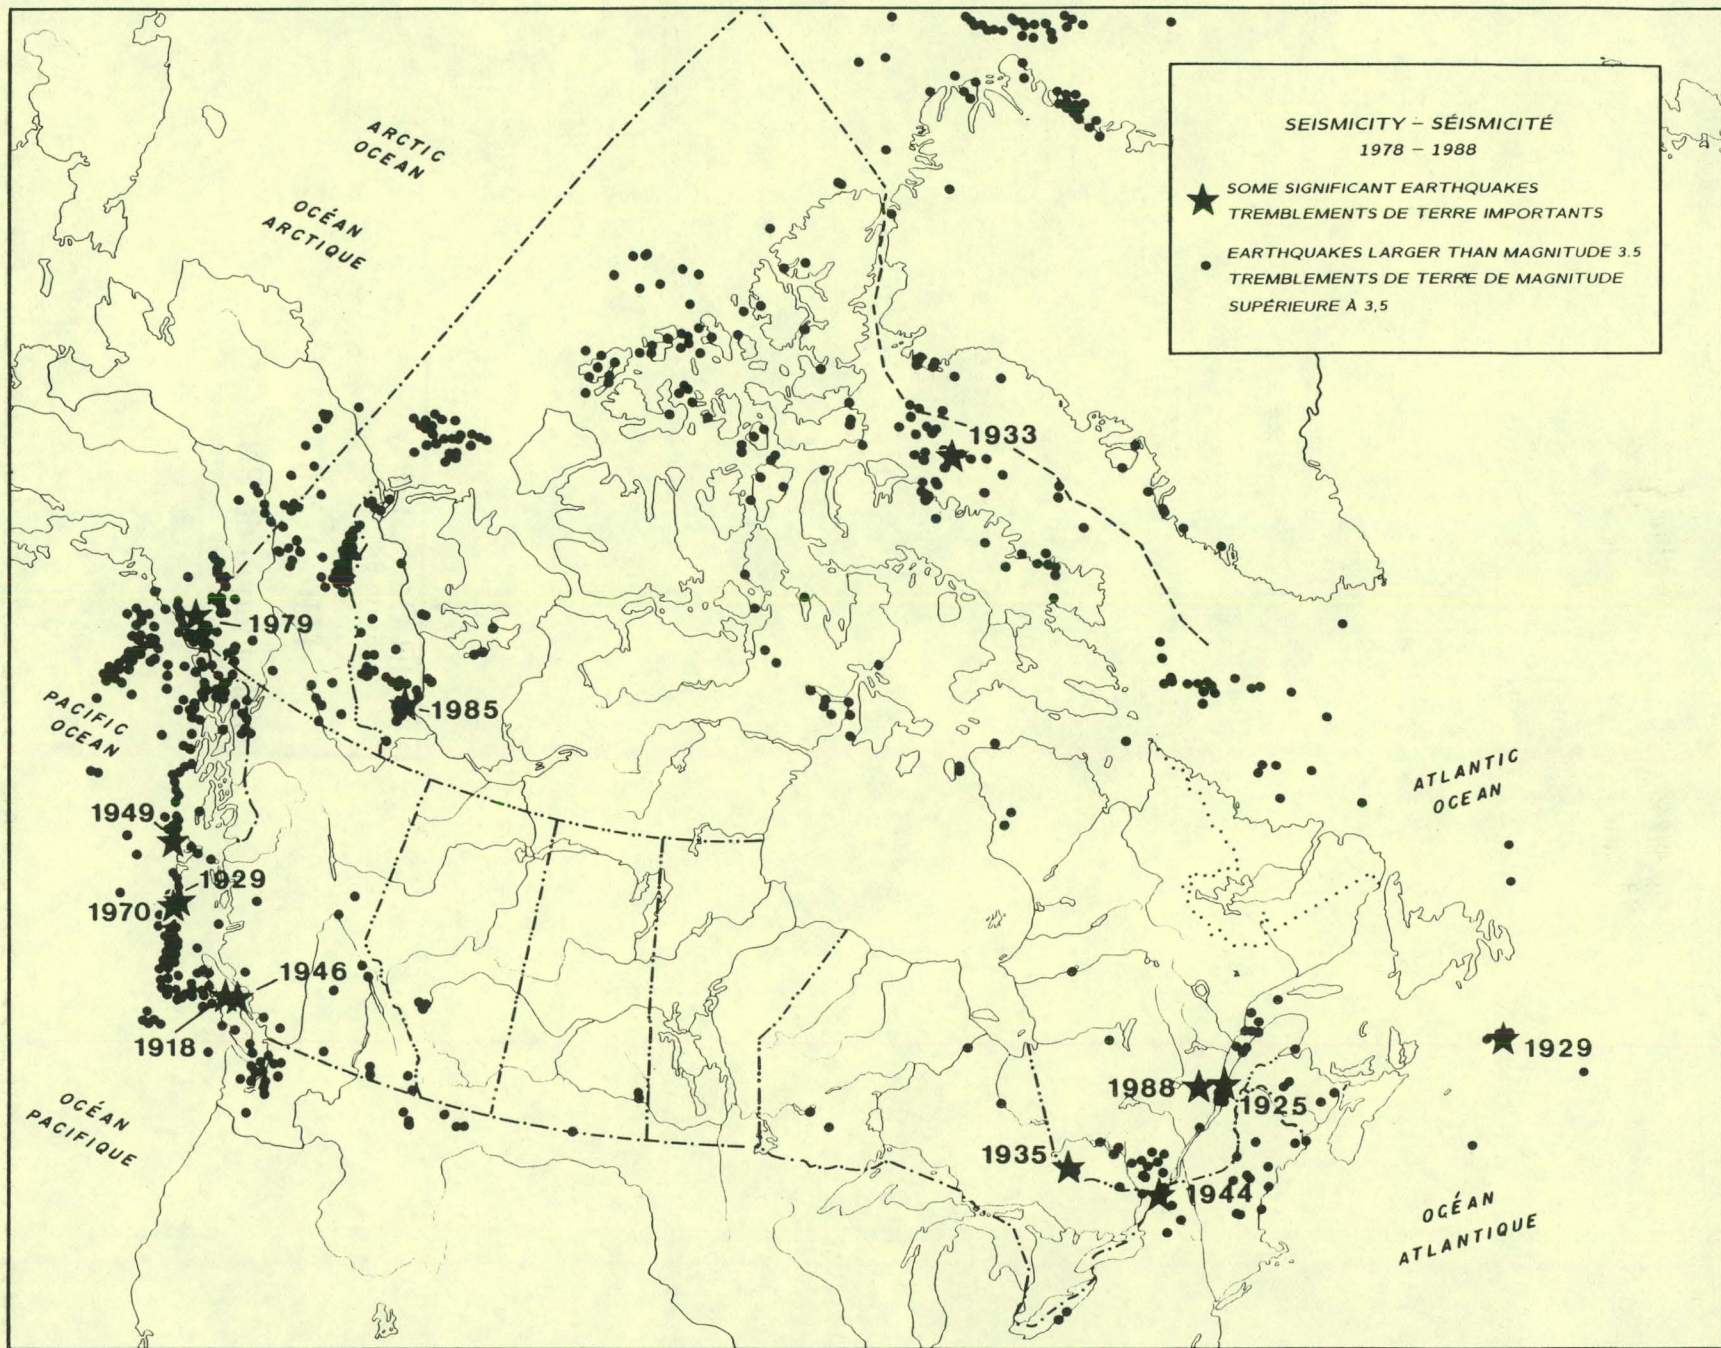 SEISMICITY – SÉISMICITÉ
1978 – 1988
SOME SIGNIFICANT EARTHQUAKES
TREMBLEMENTS DE TERRE IMPORTANTS
EARTHQUAKES LARGER THAN MAGNITUDE 3.5
TREMBLEMENTS DE TERRE DE MAGNITUDE
SUPÉRIEURE À 3,5
ARCTIC
OCEAN
OCÉAN
ARCTIQUE
1933
1979
1985
PACIFIC
OCEAN
ATLANTIC
OCEAN
1949
1929
1970
1946
1918
1929
1988
1925
OCÉAN
PACIFIQUE
1935
1944
OCÉAN
ATLANTIQUE